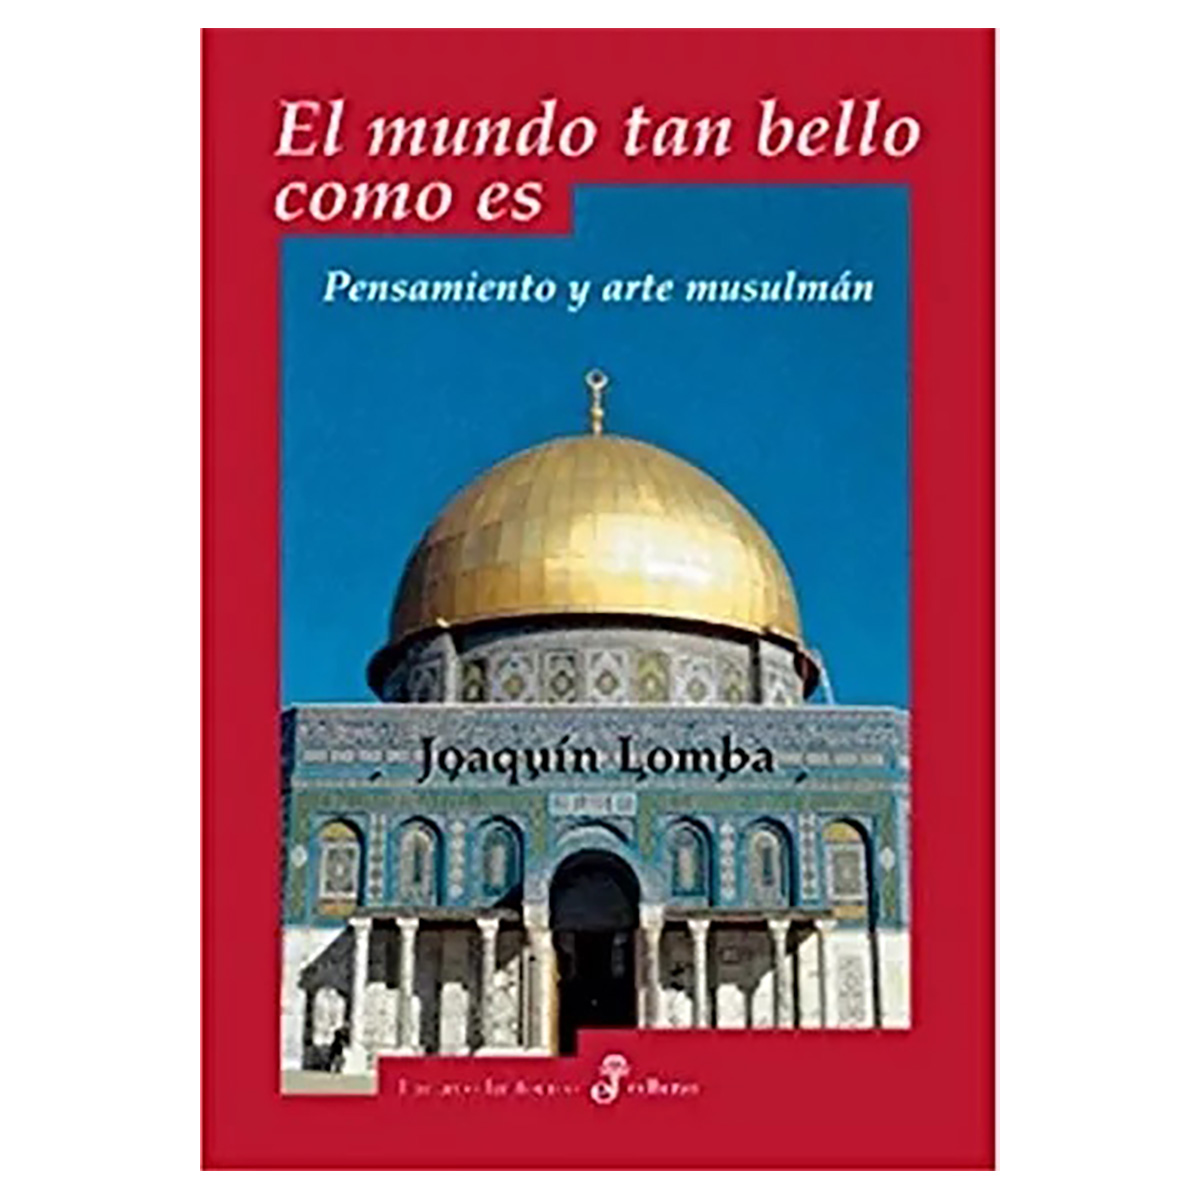 El mundo tan bello
como es
Pensamiento y arte musulmán
Joaquín Lomba